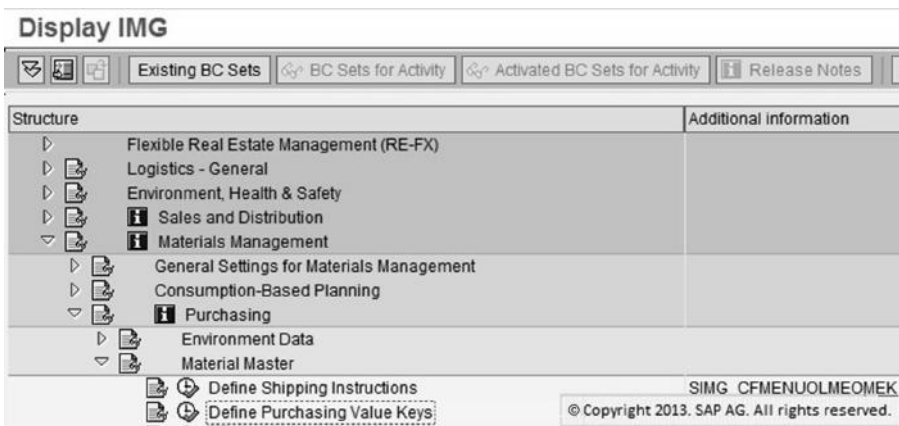 Display IMG
Existing BC Sets BC Sets for Activity Activated BC Sets for Activity Release Notes
Structure Additional information
Flexible Real Estate Management (RE-FX)
Logistics - General
Environment, Health & Safety
Sales and Distribution
Materials Management
General Settings for Materials Management
Consumption-Based Planning
Purchasing
Environment Data
Material Master
Define Shipping Instructions SIMG_CFMENUOLMEOMEK
Define Purchasing Value Keys © Copyright 2013. SAP AG. All rights reserved.